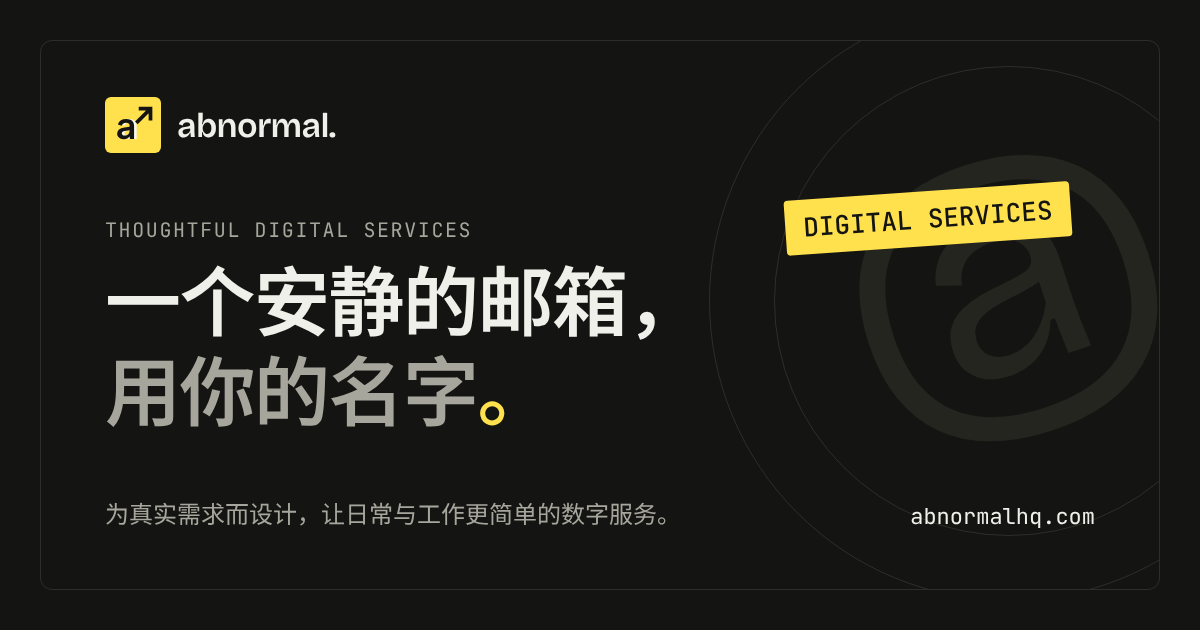 a
abnormal.
THOUGHTFUL DIGITAL SERVICES
DIGITAL SERVICES
一个安静的邮箱，
用你的名字。
为真实需求而设计，让日常与工作更简单的数字服务。
abnormalhq.com